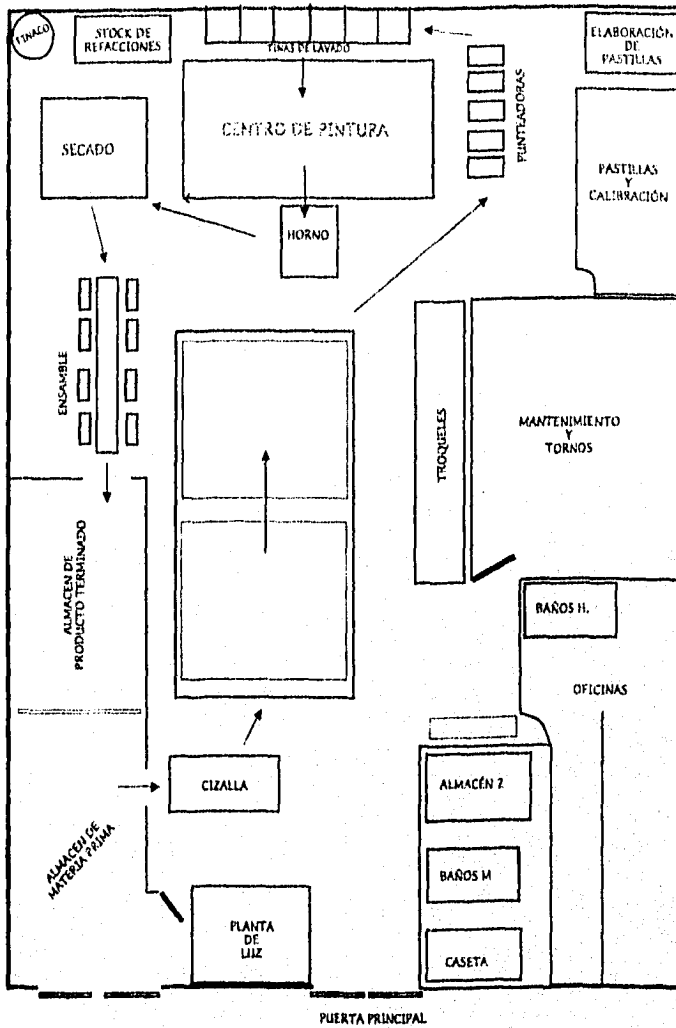 TINACO
STOCK DE
REFACCIONES
TINAS DE LAVADO
ELABORACIÓN
DE
PASTILLAS
CENTRO DE PINTURA
PUNTEADORAS
SECADO
PASTILLAS
Y
CALIBRACIÓN
HORNO
ENSAMBLE
TROQUELES
MANTENIMIENTO
Y
TORNOS
ALMACEN DE
PRODUCTO TERMINADO
BAÑOS H.
OFICINAS
CIZALLA
ALMACÉN 2
ALMACEN DE
MATERIA PRIMA
BAÑOS M
PLANTA
DE
LUZ
CASETA
PUERTA PRINCIPAL